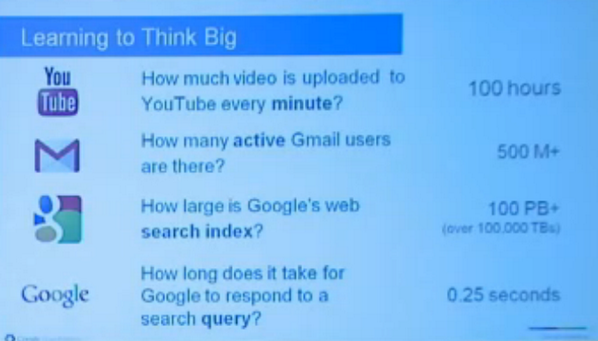 Learning to Think Big
You
Tube
How much video is uploaded to
YouTube every minute?
100 hours
How many active Gmail users
are there?
500 M+
How large is Google's web
search index?
100 PB+
(over 100,000 TBs)
Google
How long does it take for
Google to respond to a
search query?
0.25 seconds